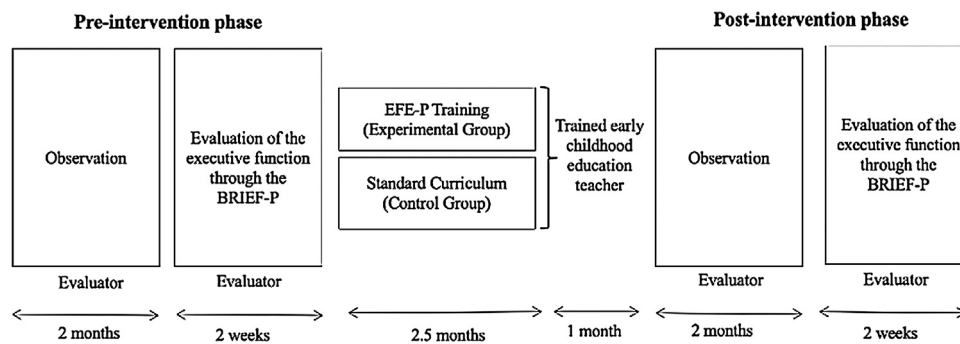 Pre-intervention phase
Post-intervention phase
Observation
Evaluation of the
executive function
through the
BRIEF-P
EFE-P Training
(Experimental Group)
Standard Curriculum
(Control Group)
Trained early
childhood
education
teacher
Observation
Evaluation of the
executive function
through the
BRIEF-P
Evaluator
Evaluator
Evaluator
Evaluator
2 months
2 weeks
2.5 months
1 month
2 months
2 weeks